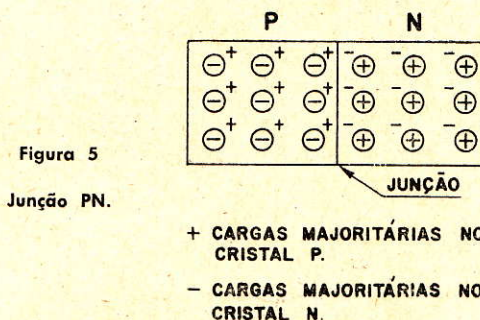 P N
Figura 5
Junção PN.
JUNÇÃO
+ CARGAS MAJORITÁRIAS NO
CRISTAL P.
− CARGAS MAJORITÁRIAS NO
CRISTAL N.